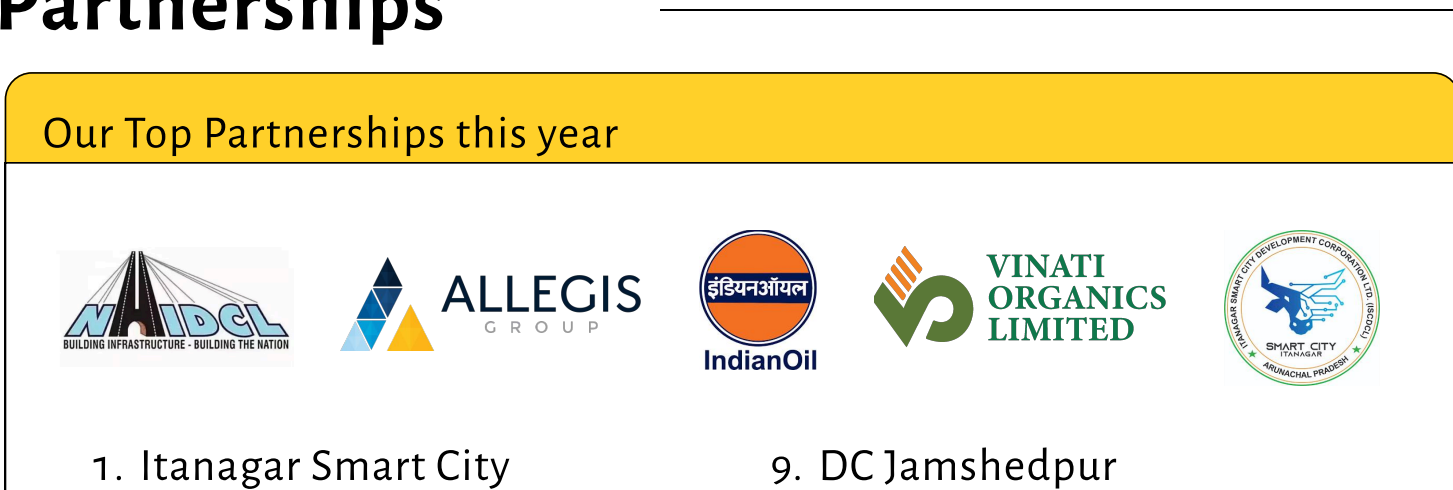 Partnerships
Our Top Partnerships this year
NHIDCL
BUILDING INFRASTRUCTURE - BUILDING THE NATION
ALLEGIS
GROUP
इंडियनऑयल
IndianOil
VINATI
ORGANICS
LIMITED
ITANAGAR SMART CITY DEVELOPMENT CORPORATION LTD. (ISCDCL)
SMART CITY
ITANAGAR
ARUNACHAL PRADESH
1. Itanagar Smart City
9. DC Jamshedpur